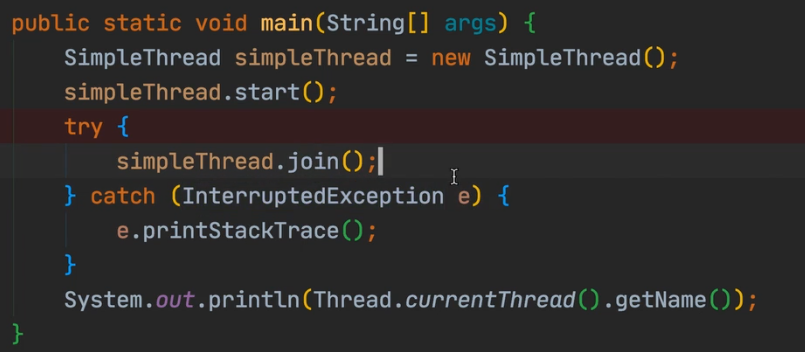 public static void main(String[] args) {
    SimpleThread simpleThread = new SimpleThread();
    simpleThread.start();
    try {
        simpleThread.join();
    } catch (InterruptedException e) {
        e.printStackTrace();
    }
    System.out.println(Thread.currentThread().getName());
}